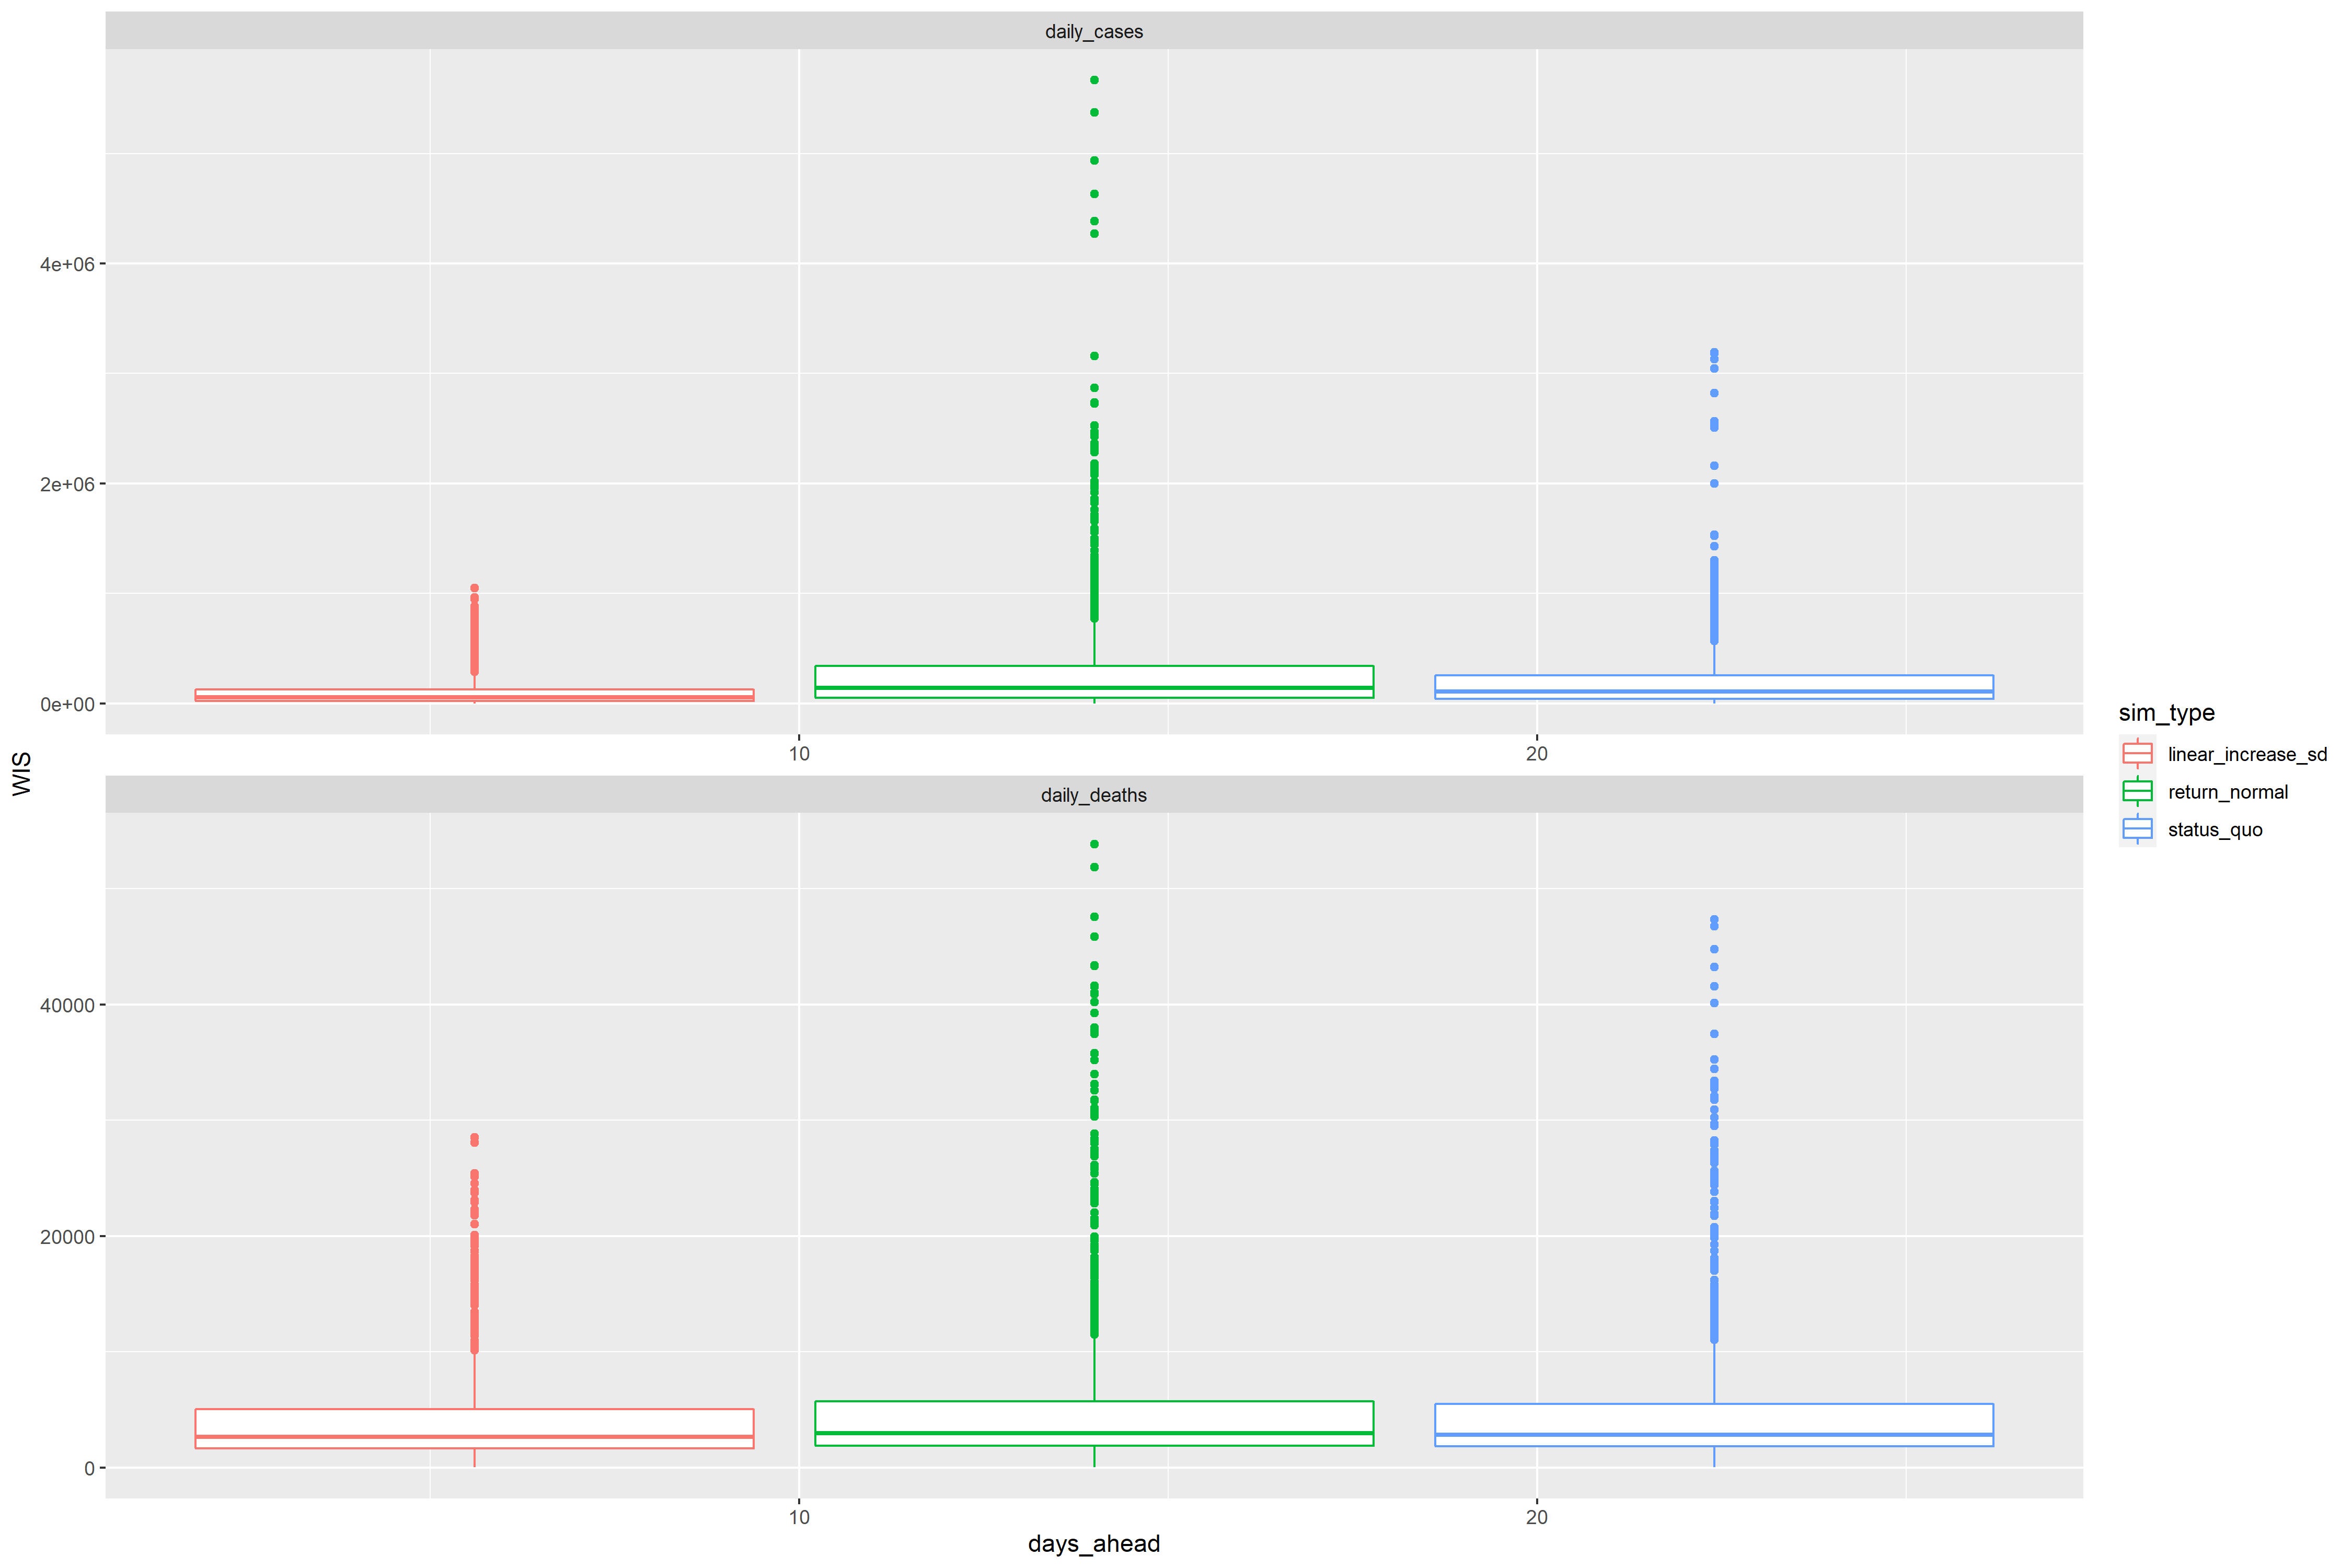 daily_cases
4e+06
2e+06
0e+00
10
20
WIS
daily_deaths
40000
20000
0
10
20
days_ahead
sim_type
linear_increase_sd
return_normal
status_quo